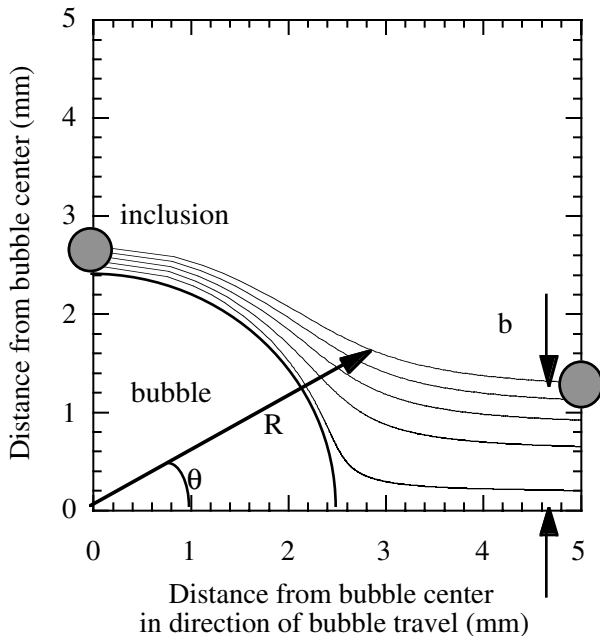 5
4
3
2
1
0
Distance from bubble center (mm)
inclusion
b
bubble
R
θ
0 1 2 3 4 5
Distance from bubble center
in direction of bubble travel (mm)